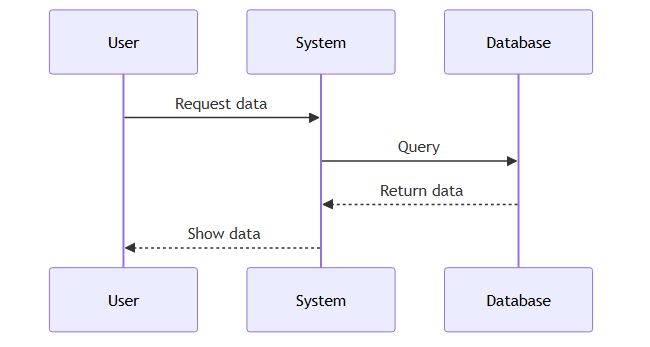 User
System
Database
Request data
Query
Return data
Show data
User
System
Database